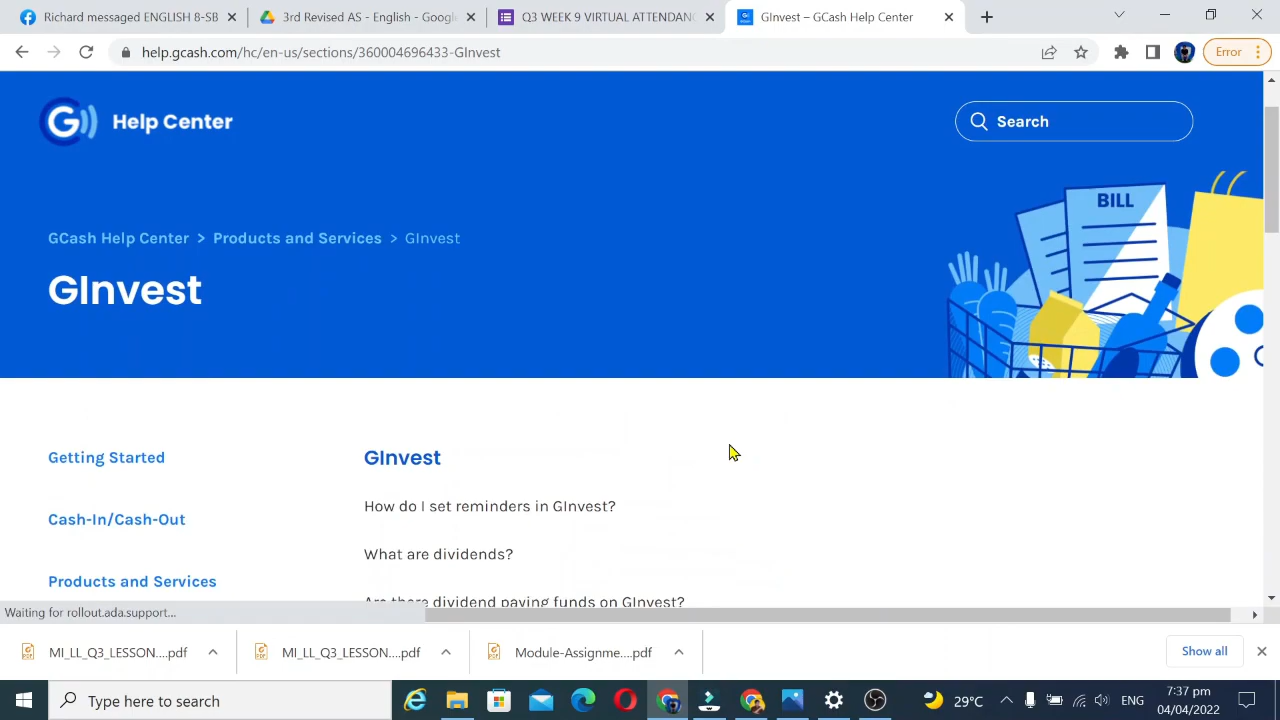 Richard messaged ENGLISH 8-SB
3rd Revised AS - English - Google
Q3 WEEK 9 VIRTUAL ATTENDANC
GInvest – GCash Help Center
help.gcash.com/hc/en-us/sections/360004696433-GInvest
Error
G Help Center
Search
BILL
GCash Help Center > Products and Services > GInvest
GInvest
Getting Started
GInvest
How do I set reminders in GInvest?
Cash-In/Cash-Out
What are dividends?
Products and Services
Are there dividend paying funds on GInvest?
Waiting for rollout.ada.support...
MI_LL_Q3_LESSON....pdf
MI_LL_Q3_LESSON....pdf
Module-Assignme....pdf
Show all
Type here to search
29°C
ENG
7:37 pm
04/04/2022